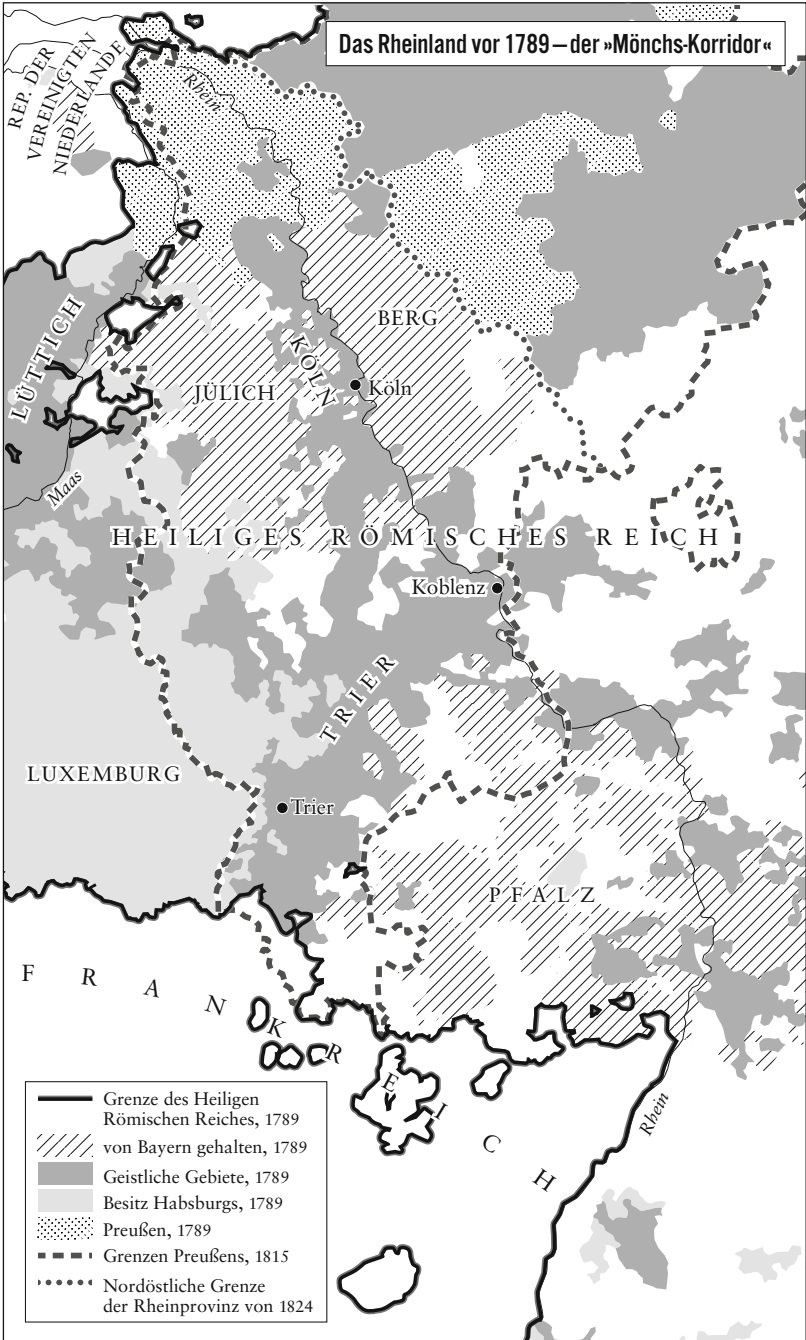 Das Rheinland vor 1789 – der »Mönchs-Korridor«
REP. DER
VEREINIGTEN
NIEDERLANDE
Rhein
BERG
LÜTTICH
KÖLN
Köln
JÜLICH
Maas
HEILIGES RÖMISCHES REICH
Koblenz
TRIER
LUXEMBURG
Trier
PFALZ
FRANKREICH
Rhein
Grenze des Heiligen
Römischen Reiches, 1789
von Bayern gehalten, 1789
Geistliche Gebiete, 1789
Besitz Habsburgs, 1789
Preußen, 1789
Grenzen Preußens, 1815
Nordöstliche Grenze
der Rheinprovinz von 1824